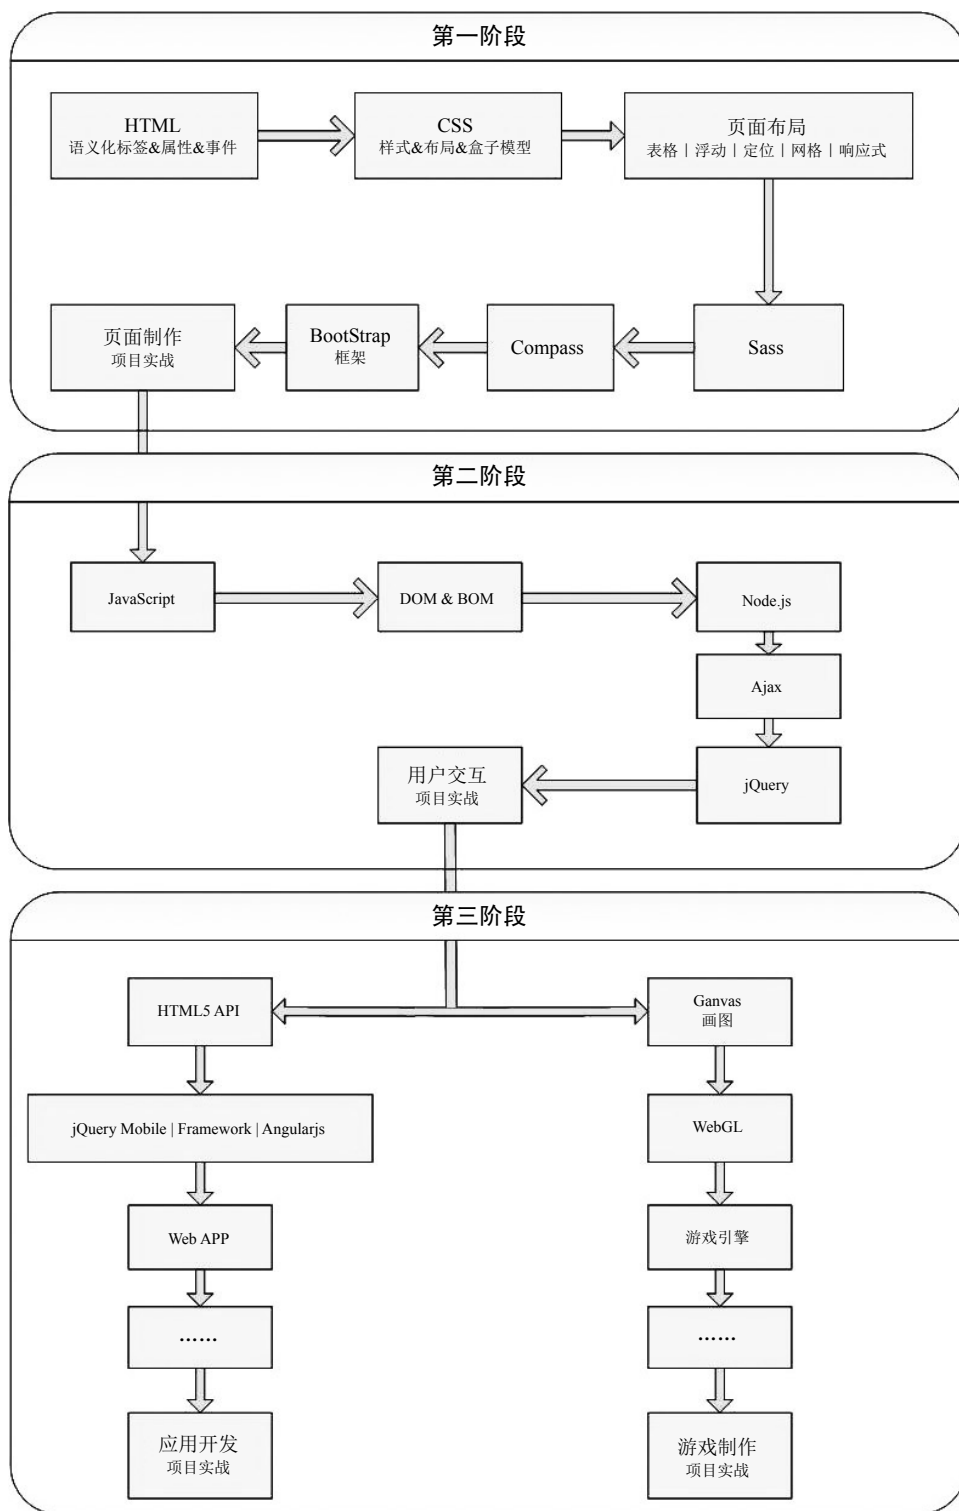 第一阶段
HTML
语义化标签&属性&事件
CSS
样式&布局&盒子模型
页面布局
表格 | 浮动 | 定位 | 网格 | 响应式
页面制作
项目实战
BootStrap
框架
Compass
Sass
第二阶段
JavaScript
DOM & BOM
Node.js
Ajax
用户交互
项目实战
jQuery
第三阶段
HTML5 API
Ganvas
画图
jQuery Mobile | Framework | Angularjs
WebGL
Web APP
游戏引擎
……
……
应用开发
项目实战
游戏制作
项目实战